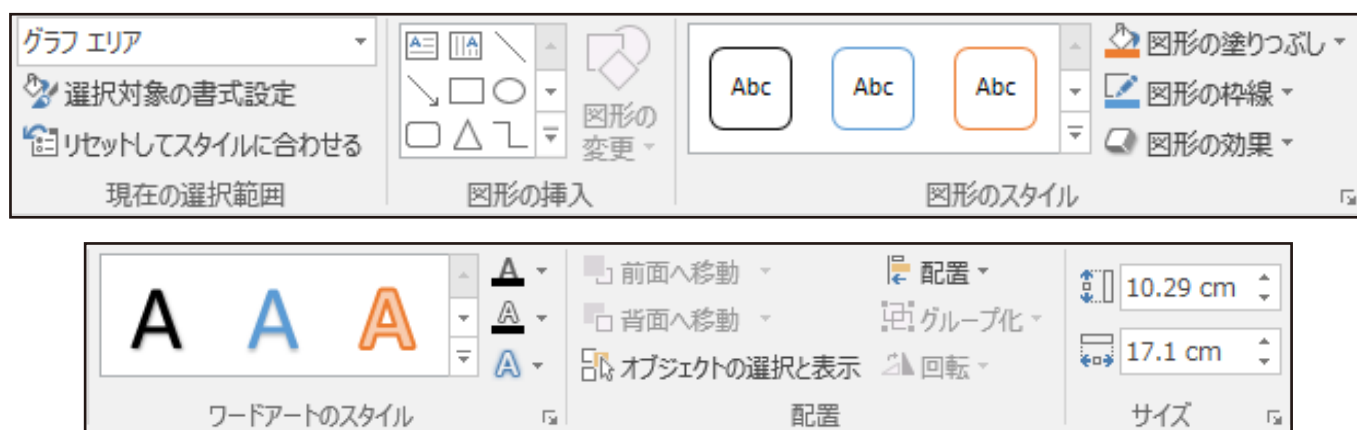 グラフ エリア
選択対象の書式設定
リセットしてスタイルに合わせる
現在の選択範囲
図形の
変更
図形の挿入
Abc Abc Abc
図形の塗りつぶし
図形の枠線
図形の効果
図形のスタイル
A A A
A
A
A
ワードアートのスタイル
前面へ移動
背面へ移動
オブジェクトの選択と表示
配置
グループ化
回転
配置
10.29 cm
17.1 cm
サイズ